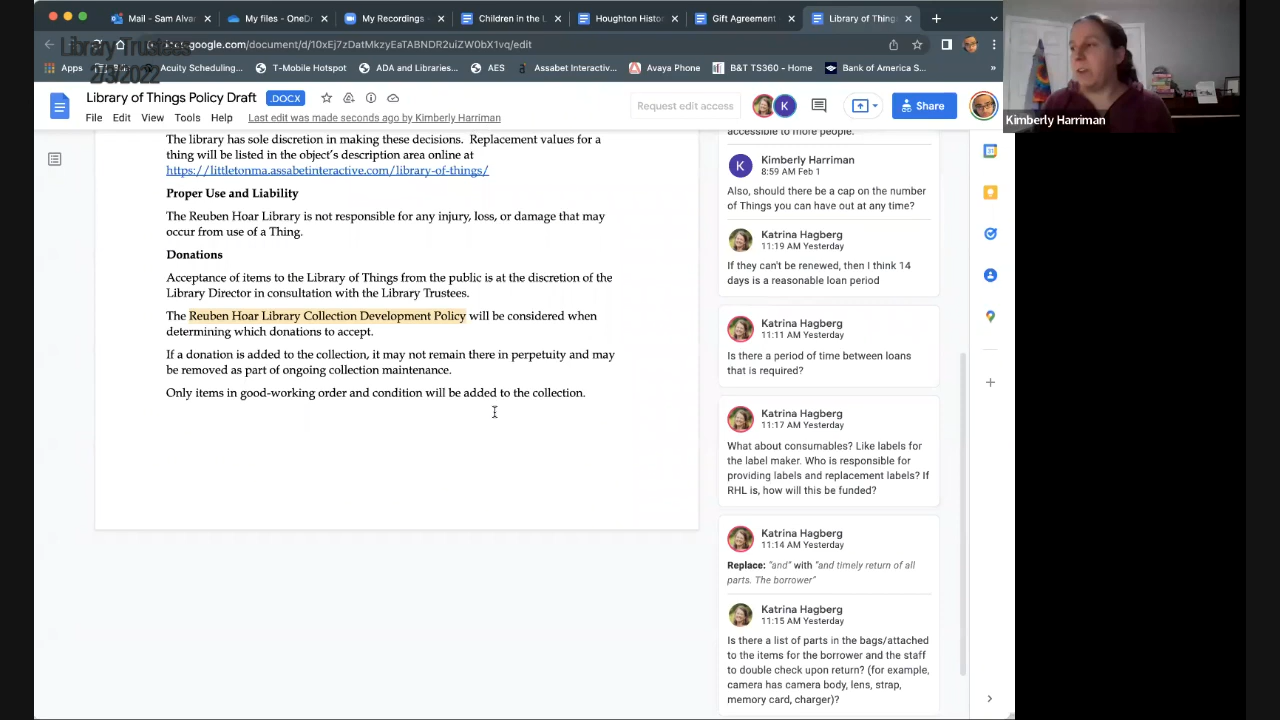 Mail - Sam Alvar
My files - OneDr
My Recordings -
Children in the L
Houghton Histo
Gift Agreement
Library of Thing
Library Trustees
2/3/2022
.google.com/document/d/10xEj7zDatMkzyEaTABNDR2uiZW0bX1vq/edit
Apps
Acuity Scheduling...
T-Mobile Hotspot
ADA and Libraries...
AES
Assabet Interactiv...
Avaya Phone
B&T TS360 - Home
Bank of America S...
»
Library of Things Policy Draft
.DOCX
Request edit access
K
Share
File Edit View Tools Help
Last edit was made seconds ago by Kimberly Harriman
Kimberly Harriman
The library has sole discretion in making these decisions. Replacement values for a
thing will be listed in the object's description area online at
https://littletonma.assabetinteractive.com/library-of-things/
Proper Use and Liability
The Reuben Hoar Library is not responsible for any injury, loss, or damage that may
occur from use of a Thing.
Donations
Acceptance of items to the Library of Things from the public is at the discretion of the
Library Director in consultation with the Library Trustees.
The Reuben Hoar Library Collection Development Policy will be considered when
determining which donations to accept.
If a donation is added to the collection, it may not remain there in perpetuity and may
be removed as part of ongoing collection maintenance.
Only items in good-working order and condition will be added to the collection.
accessible to more people.
K
Kimberly Harriman
8:59 AM Feb 1
Also, should there be a cap on the number
of Things you can have out at any time?
Katrina Hagberg
11:19 AM Yesterday
If they can't be renewed, then I think 14
days is a reasonable loan period
Katrina Hagberg
11:11 AM Yesterday
Is there a period of time between loans
that is required?
Katrina Hagberg
11:17 AM Yesterday
What about consumables? Like labels for
the label maker. Who is responsible for
providing labels and replacement labels? If
RHL is, how will this be funded?
Katrina Hagberg
11:14 AM Yesterday
Replace: "and" with "and timely return of all
parts. The borrower"
Katrina Hagberg
11:15 AM Yesterday
Is there a list of parts in the bags/attached
to the items for the borrower and the staff
to double check upon return? (for example,
camera has camera body, lens, strap,
memory card, charger)?